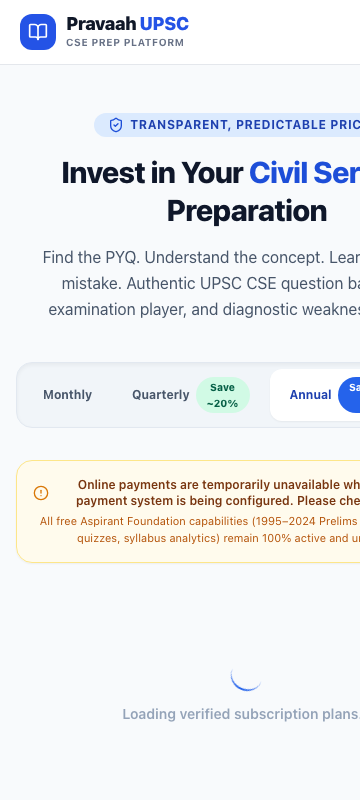 Pravaah UPSC
CSE PREP PLATFORM
TRANSPARENT, PREDICTABLE PRIC
Invest in Your Civil Ser
Preparation
Find the PYQ. Understand the concept. Lear
mistake. Authentic UPSC CSE question ba
examination player, and diagnostic weaknes
Monthly
Quarterly
Save
~20%
Annual
Sa
Online payments are temporarily unavailable wh
payment system is being configured. Please che
All free Aspirant Foundation capabilities (1995–2024 Prelims
quizzes, syllabus analytics) remain 100% active and u
Loading verified subscription plans